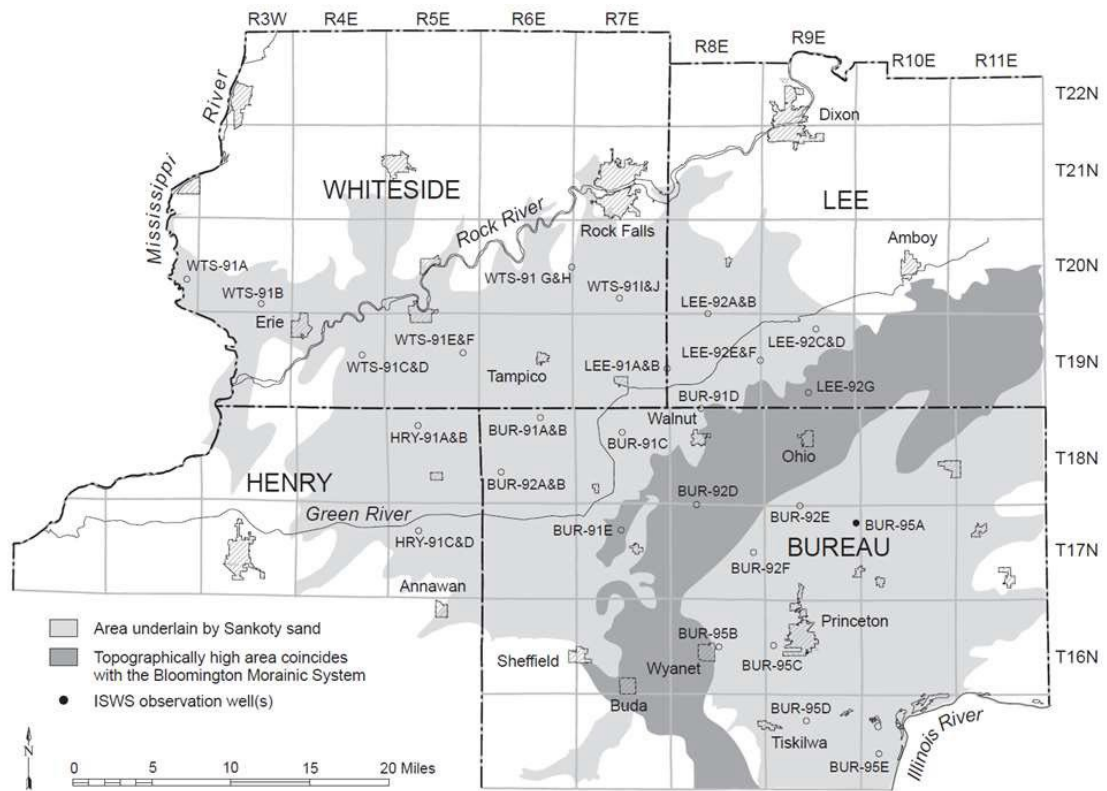 R3W R4E R5E R6E R7E
R8E R9E R10E R11E
T22N
Dixon
River
T21N
Mississippi
WHITESIDE
LEE
Rock River
Rock Falls
Amboy
T20N
WTS-91A
WTS-91 G&H
WTS-91B
WTS-91I&J
LEE-92A&B
Erie
WTS-91E&F
LEE-92E&F
LEE-92C&D
T19N
WTS-91C&D
Tampico
LEE-91A&B
LEE-92G
BUR-91D
Walnut
HRY-91A&B
BUR-91A&B
BUR-91C
Ohio
T18N
HENRY
BUR-92A&B
BUR-92D
Green River
BUR-92E
BUR-95A
HRY-91C&D
BUR-91E
BUREAU
T17N
BUR-92F
Annawan
Area underlain by Sankoty sand
Princeton
Topographically high area coincides
with the Bloomington Morainic System
BUR-95B
Sheffield
Wyanet
BUR-95C
T16N
ISWS observation well(s)
Buda
BUR-95D
Tiskilwa
Illinois River
BUR-95E
N
0 5 10 20 Miles